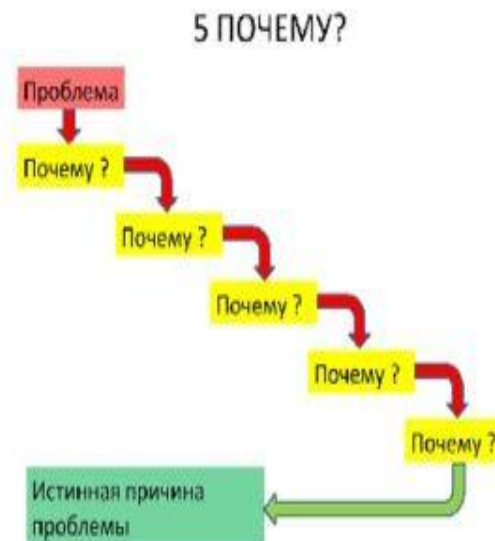 5 ПОЧЕМУ?
Проблема
Почему ?
Почему ?
Почему ?
Почему ?
Почему ?
Истинная причина
проблемы